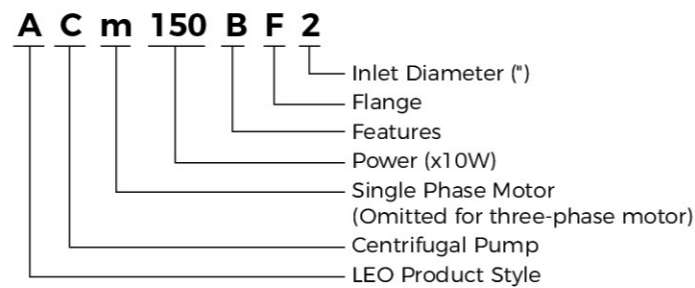 A C m 150 B F 2
Inlet Diameter (")
Flange
Features
Power (x10W)
Single Phase Motor
(Omitted for three-phase motor)
Centrifugal Pump
LEO Product Style